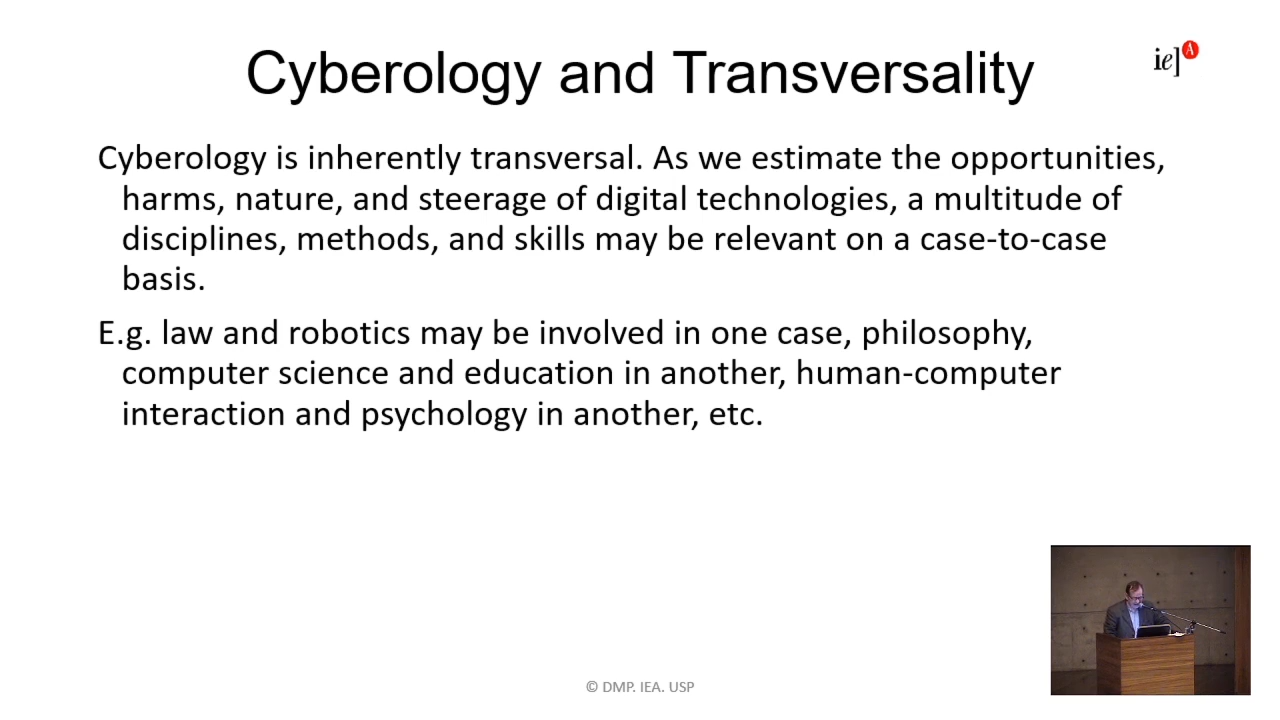 Cyberology and Transversality
ie]A
Cyberology is inherently transversal. As we estimate the opportunities,
harms, nature, and steerage of digital technologies, a multitude of
disciplines, methods, and skills may be relevant on a case-to-case
basis.
E.g. law and robotics may be involved in one case, philosophy,
computer science and education in another, human-computer
interaction and psychology in another, etc.
© DMP. IEA. USP